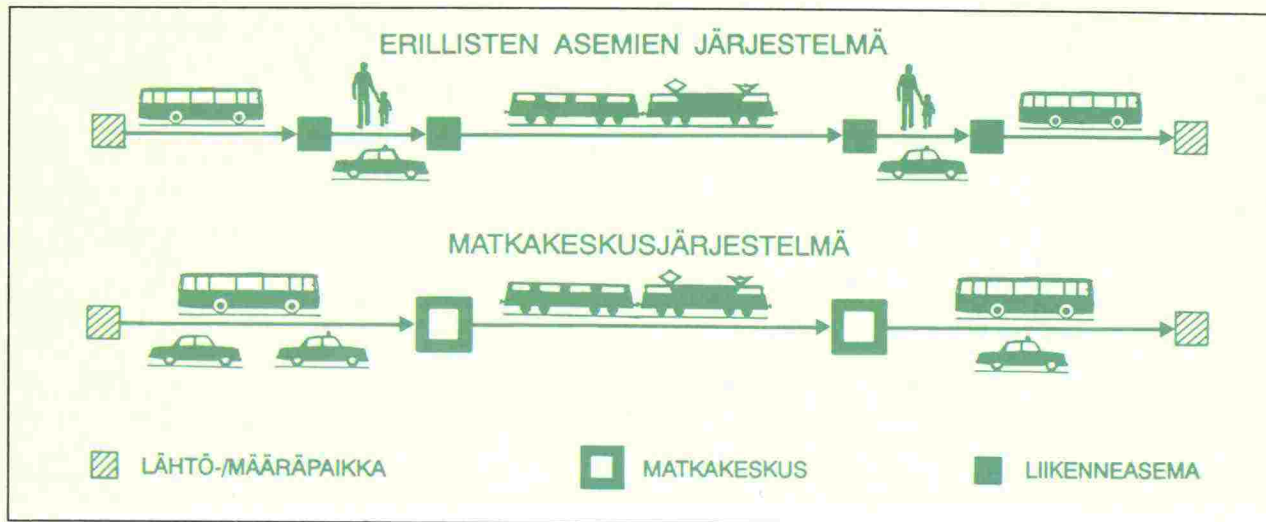 ERILLISTEN ASEMIEN JÄRJESTELMÄ
MATKAKESKUSJÄRJESTELMÄ
LÄHTÖ-/MÄÄRÄPAIKKA
MATKAKESKUS
LIIKENNEASEMA